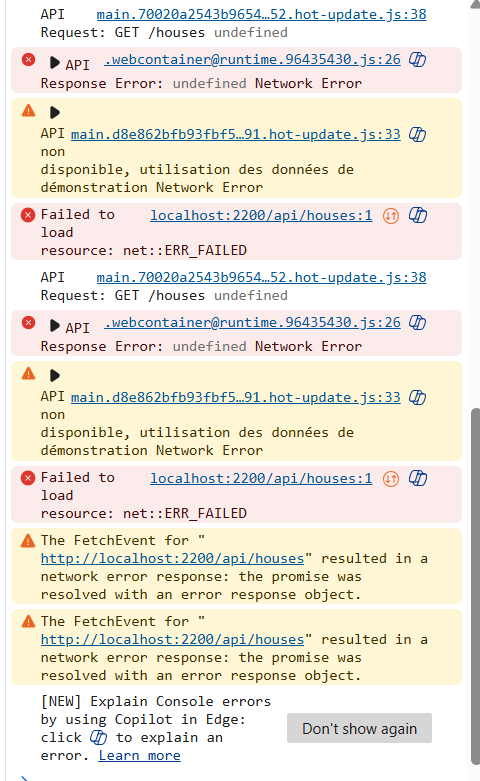 API main.70020a2543b9654…52.hot-update.js:38
Request: GET /houses undefined
API .webcontainer@runtime.96435430.js:26
Response Error: undefined Network Error
API main.d8e862bfb93fbf5…91.hot-update.js:33
non
disponible, utilisation des données de
démonstration Network Error
Failed to localhost:2200/api/houses:1
load
resource: net::ERR_FAILED
API main.70020a2543b9654…52.hot-update.js:38
Request: GET /houses undefined
API .webcontainer@runtime.96435430.js:26
Response Error: undefined Network Error
API main.d8e862bfb93fbf5…91.hot-update.js:33
non
disponible, utilisation des données de
démonstration Network Error
Failed to localhost:2200/api/houses:1
load
resource: net::ERR_FAILED
The FetchEvent for "
http://localhost:2200/api/houses" resulted in a
network error response: the promise was
resolved with an error response object.
The FetchEvent for "
http://localhost:2200/api/houses" resulted in a
network error response: the promise was
resolved with an error response object.
[NEW] Explain Console errors
by using Copilot in Edge:
click to explain an
error. Learn more
Don't show again